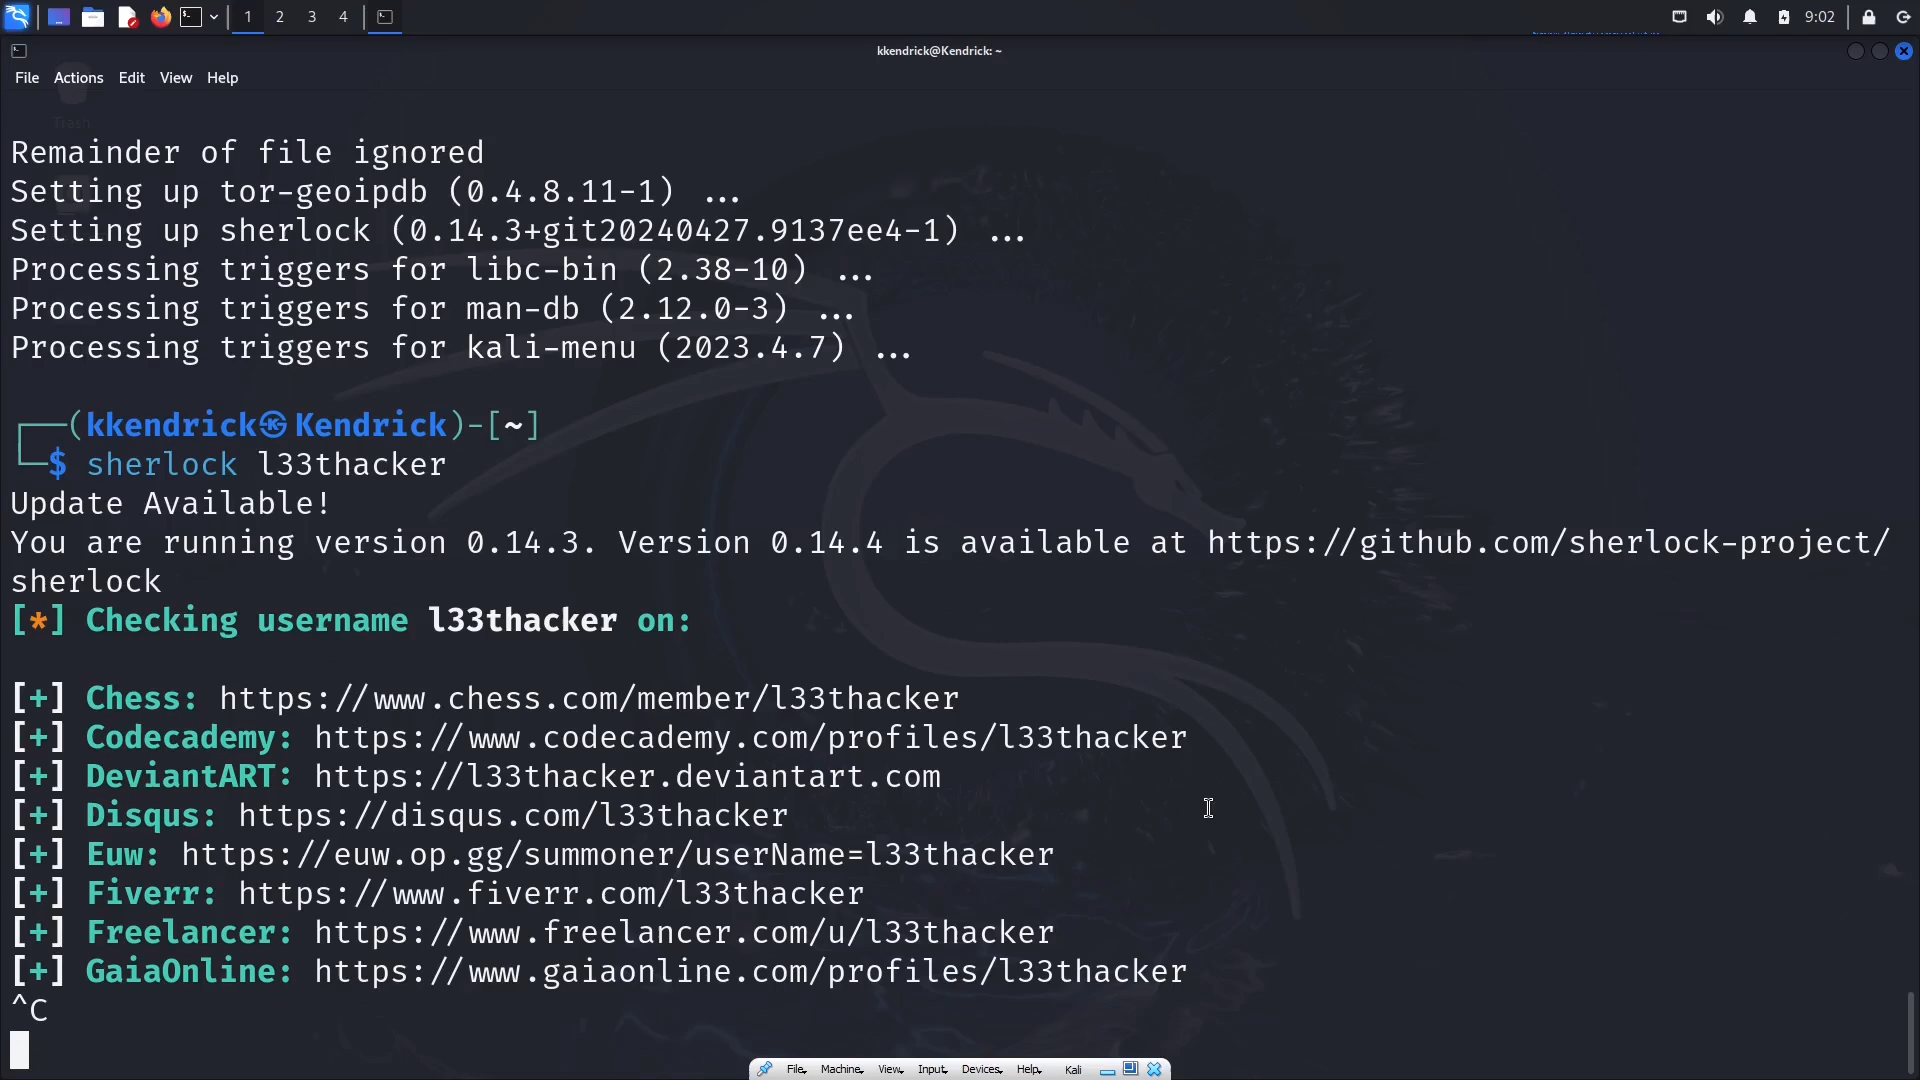 1 2 3 4 9:02
kkendrick@Kendrick: ~
File Actions Edit View Help
Trash
Remainder of file ignored
Setting up tor-geoipdb (0.4.8.11-1) ...
Setting up sherlock (0.14.3+git20240427.9137ee4-1) ...
Processing triggers for libc-bin (2.38-10) ...
Processing triggers for man-db (2.12.0-3) ...
Processing triggers for kali-menu (2023.4.7) ...
┌──(kkendrick㉿Kendrick)-[~]
└─$ sherlock l33thacker
Update Available!
You are running version 0.14.3. Version 0.14.4 is available at https://github.com/sherlock-project/
sherlock
[*] Checking username l33thacker on:
[+] Chess: https://www.chess.com/member/l33thacker
[+] Codecademy: https://www.codecademy.com/profiles/l33thacker
[+] DeviantART: https://l33thacker.deviantart.com
[+] Disqus: https://disqus.com/l33thacker
[+] Euw: https://euw.op.gg/summoner/userName=l33thacker
[+] Fiverr: https://www.fiverr.com/l33thacker
[+] Freelancer: https://www.freelancer.com/u/l33thacker
[+] GaiaOnline: https://www.gaiaonline.com/profiles/l33thacker
^C
File Machine View Input Devices Help Kali